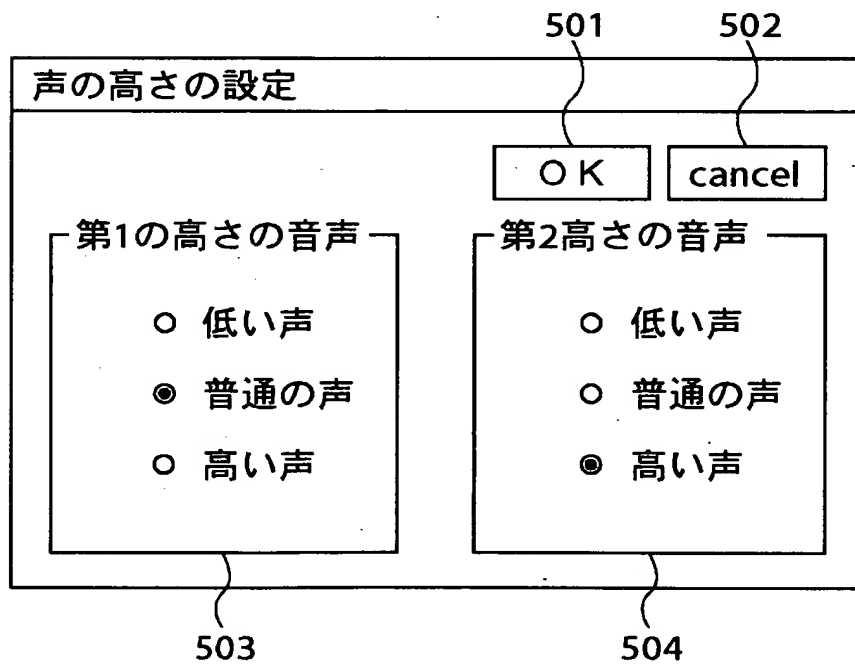 501 502
声の高さの設定
OK cancel
第1の高さの音声 第2高さの音声
低い声 低い声
普通の声 普通の声
高い声 高い声
503 504